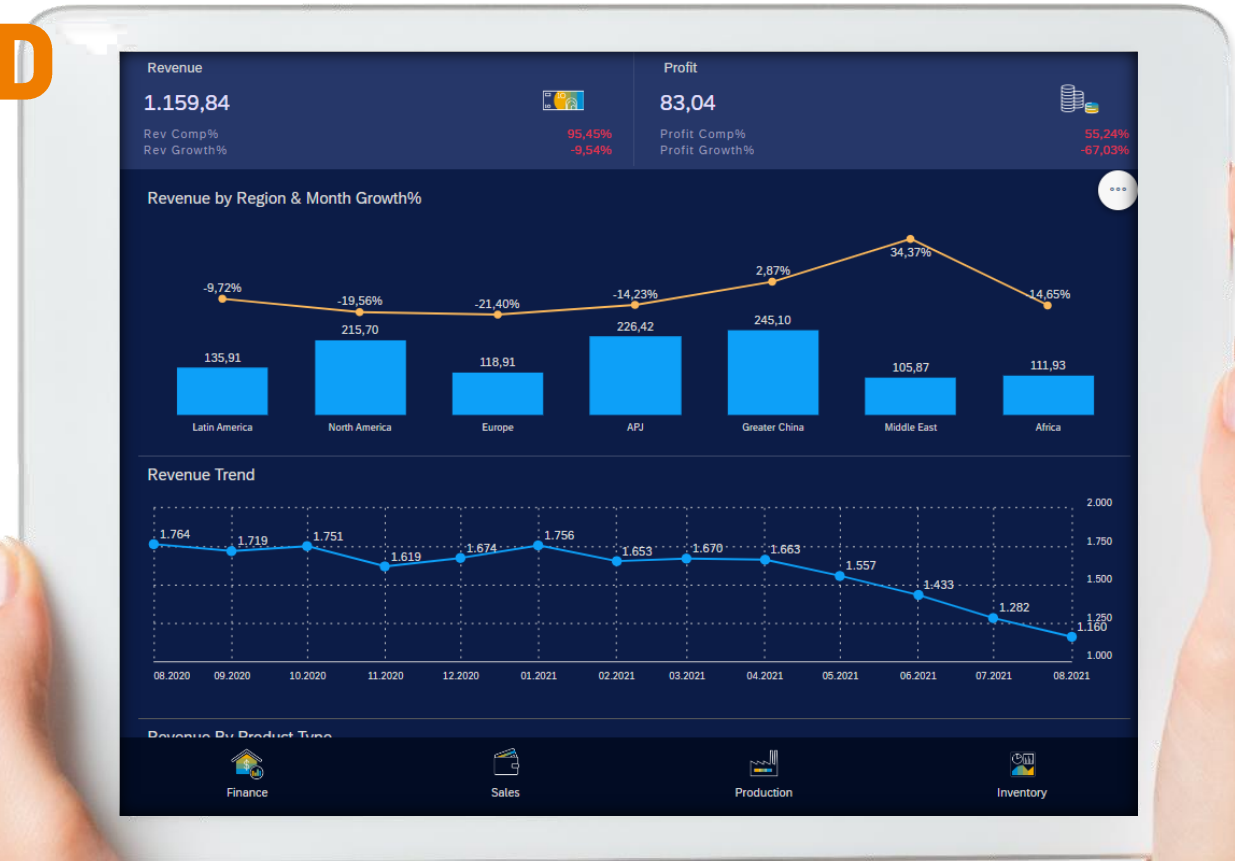 D
Revenue
1.159,84
Rev Comp% 95,45%
Rev Growth% -9,54%
Profit
83,04
Profit Comp% 55,24%
Profit Growth% -67,03%
Revenue by Region & Month Growth%
-9,72% -19,56% -21,40% -14,23% 2,87% 34,37% -14,65%
135,91 215,70 118,91 226,42 245,10 105,87 111,93
Latin America North America Europe APJ Greater China Middle East Africa
Revenue Trend
2.000
1.750
1.500
1.250
1.000
1.764 1.719 1.751 1.619 1.674 1.756 1.653 1.670 1.663 1.557 1.433 1.282 1.160
08.2020 09.2020 10.2020 11.2020 12.2020 01.2021 02.2021 03.2021 04.2021 05.2021 06.2021 07.2021 08.2021
Revenue By Product Type
Finance Sales Production Inventory